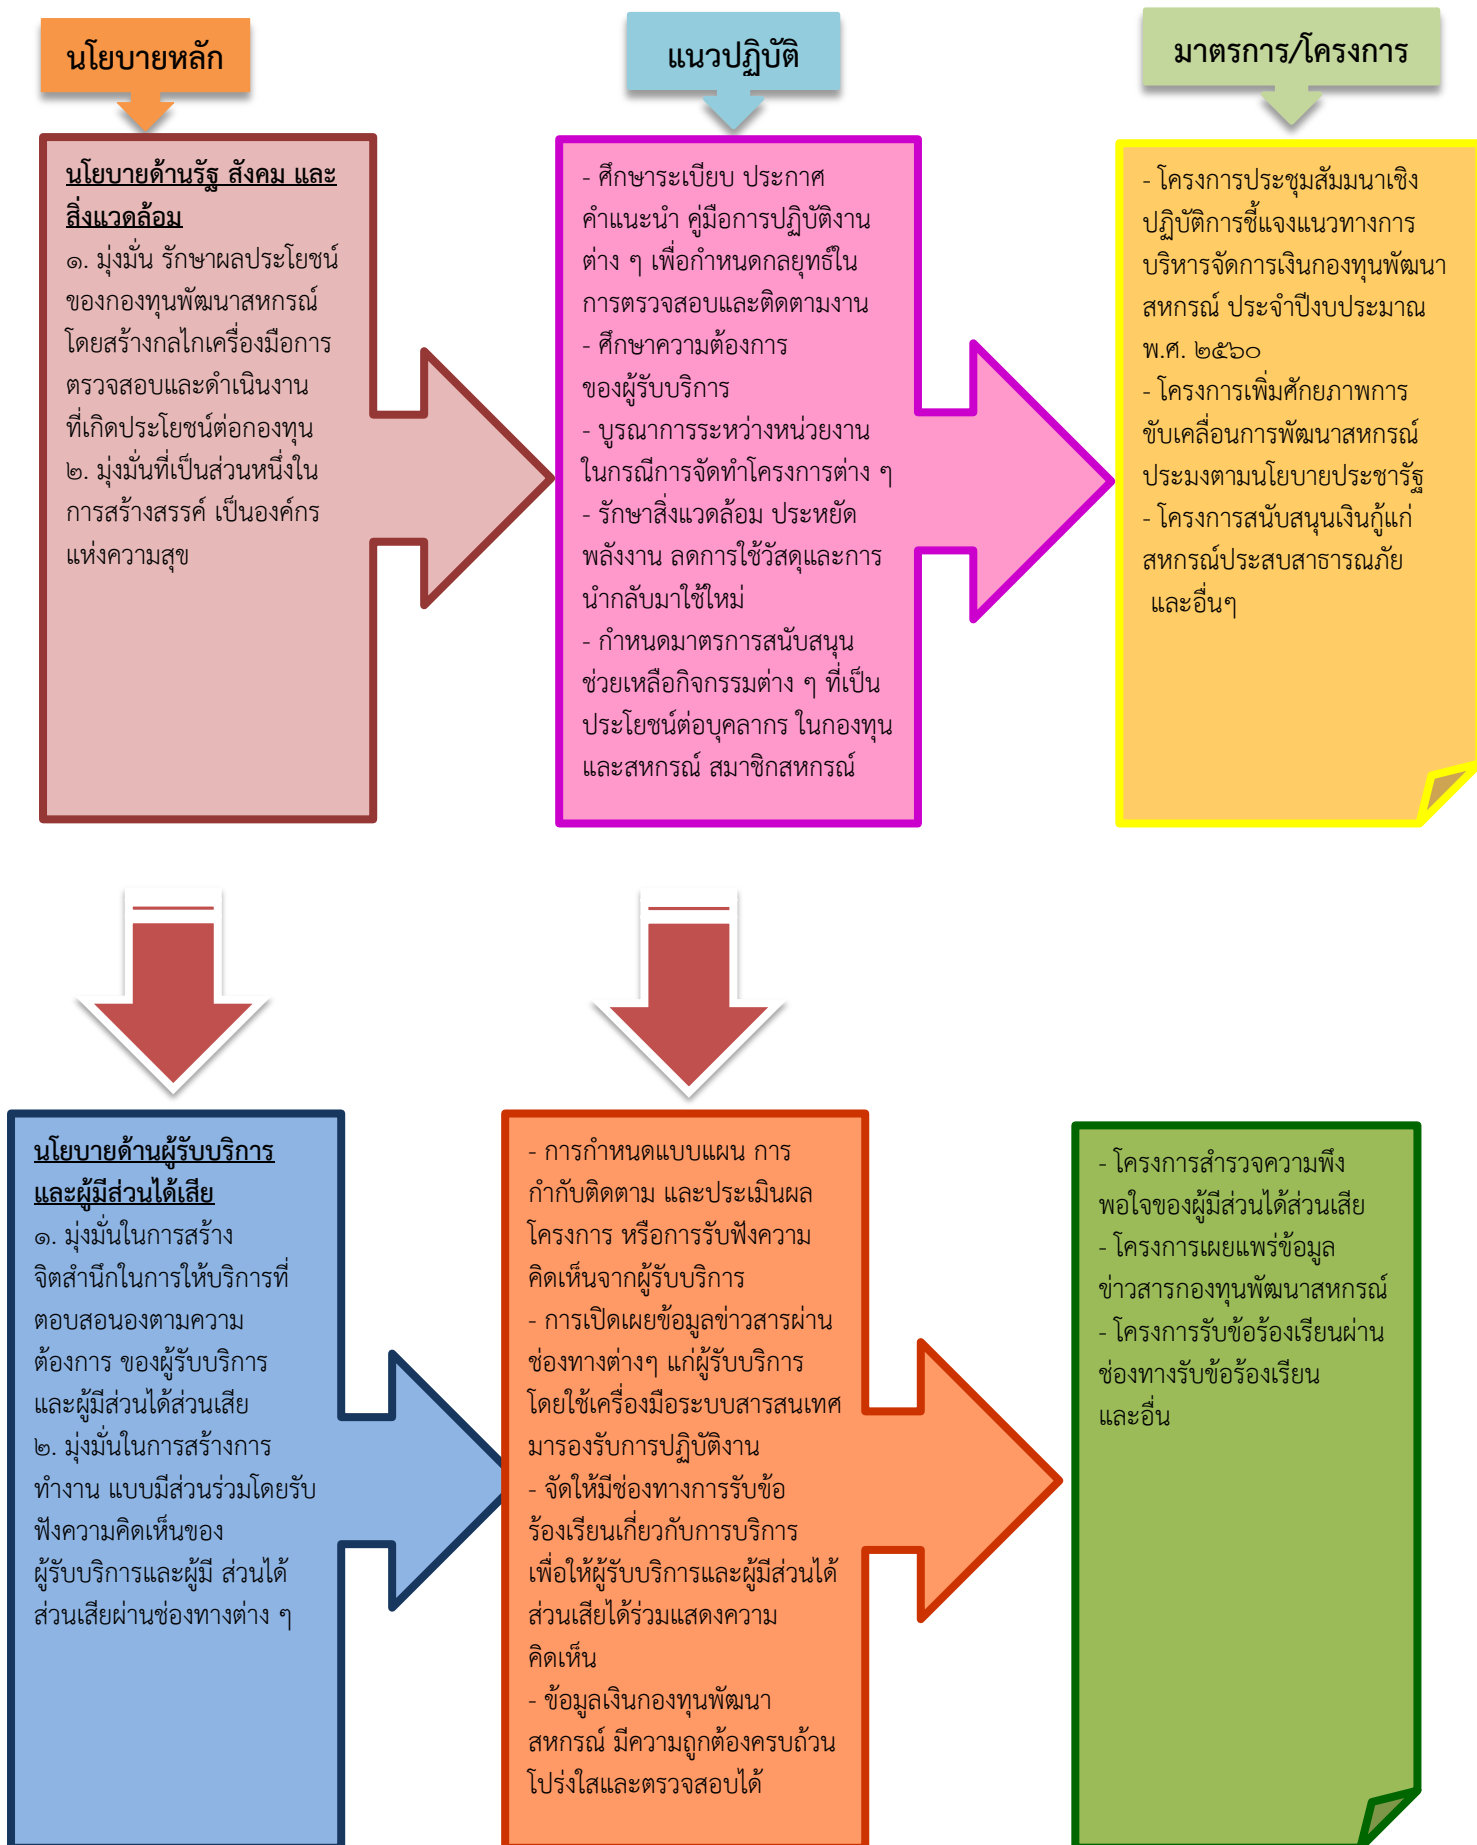 นโยบายหลัก
แนวปฏิบัติ
มาตรการ/โครงการ
นโยบายด้านรัฐ สังคม และ
สิ่งแวดล้อม
๑. มุ่งมั่น รักษาผลประโยชน์
ของกองทุนพัฒนาสหกรณ์
โดยสร้างกลไกเครื่องมือการ
ตรวจสอบและดำเนินงาน
ที่เกิดประโยชน์ต่อกองทุน
๒. มุ่งมั่นที่เป็นส่วนหนึ่งใน
การสร้างสรรค์ เป็นองค์กร
แห่งความสุข
- ศึกษาระเบียบ ประกาศ
คำแนะนำ คู่มือการปฏิบัติงาน
ต่าง ๆ เพื่อกำหนดกลยุทธ์ใน
การตรวจสอบและติดตามงาน
- ศึกษาความต้องการ
ของผู้รับบริการ
- บูรณาการระหว่างหน่วยงาน
ในกรณีการจัดทำโครงการต่าง ๆ
- รักษาสิ่งแวดล้อม ประหยัด
พลังงาน ลดการใช้วัสดุและการ
นำกลับมาใช้ใหม่
- กำหนดมาตรการสนับสนุน
ช่วยเหลือกิจกรรมต่าง ๆ ที่เป็น
ประโยชน์ต่อบุคลากร ในกองทุน
และสหกรณ์ สมาชิกสหกรณ์
- โครงการประชุมสัมมนาเชิง
ปฏิบัติการชี้แจงแนวทางการ
บริหารจัดการเงินกองทุนพัฒนา
สหกรณ์ ประจำปีงบประมาณ
พ.ศ. ๒๕๖๐
- โครงการเพิ่มศักยภาพการ
ขับเคลื่อนการพัฒนาสหกรณ์
ประมงตามนโยบายประชารัฐ
- โครงการสนับสนุนเงินกู้แก่
สหกรณ์ประสบสาธารณภัย
และอื่นๆ
นโยบายด้านผู้รับบริการ
และผู้มีส่วนได้เสีย
๑. มุ่งมั่นในการสร้าง
จิตสำนึกในการให้บริการที่
ตอบสอนองตามความ
ต้องการ ของผู้รับบริการ
และผู้มีส่วนได้ส่วนเสีย
๒. มุ่งมั่นในการสร้างการ
ทำงาน แบบมีส่วนร่วมโดยรับ
ฟังความคิดเห็นของ
ผู้รับบริการและผู้มี ส่วนได้
ส่วนเสียผ่านช่องทางต่าง ๆ
- การกำหนดแบบแผน การ
กำกับติดตาม และประเมินผล
โครงการ หรือการรับฟังความ
คิดเห็นจากผู้รับบริการ
- การเปิดเผยข้อมูลข่าวสารผ่าน
ช่องทางต่างๆ แก่ผู้รับบริการ
โดยใช้เครื่องมือระบบสารสนเทศ
มารองรับการปฏิบัติงาน
- จัดให้มีช่องทางการรับข้อ
ร้องเรียนเกี่ยวกับการบริการ
เพื่อให้ผู้รับบริการและผู้มีส่วนได้
ส่วนเสียได้ร่วมแสดงความ
คิดเห็น
- ข้อมูลเงินกองทุนพัฒนา
สหกรณ์ มีความถูกต้องครบถ้วน
โปร่งใสและตรวจสอบได้
- โครงการสำรวจความพึง
พอใจของผู้มีส่วนได้ส่วนเสีย
- โครงการเผยแพร่ข้อมูล
ข่าวสารกองทุนพัฒนาสหกรณ์
- โครงการรับข้อร้องเรียนผ่าน
ช่องทางรับข้อร้องเรียน
และอื่น